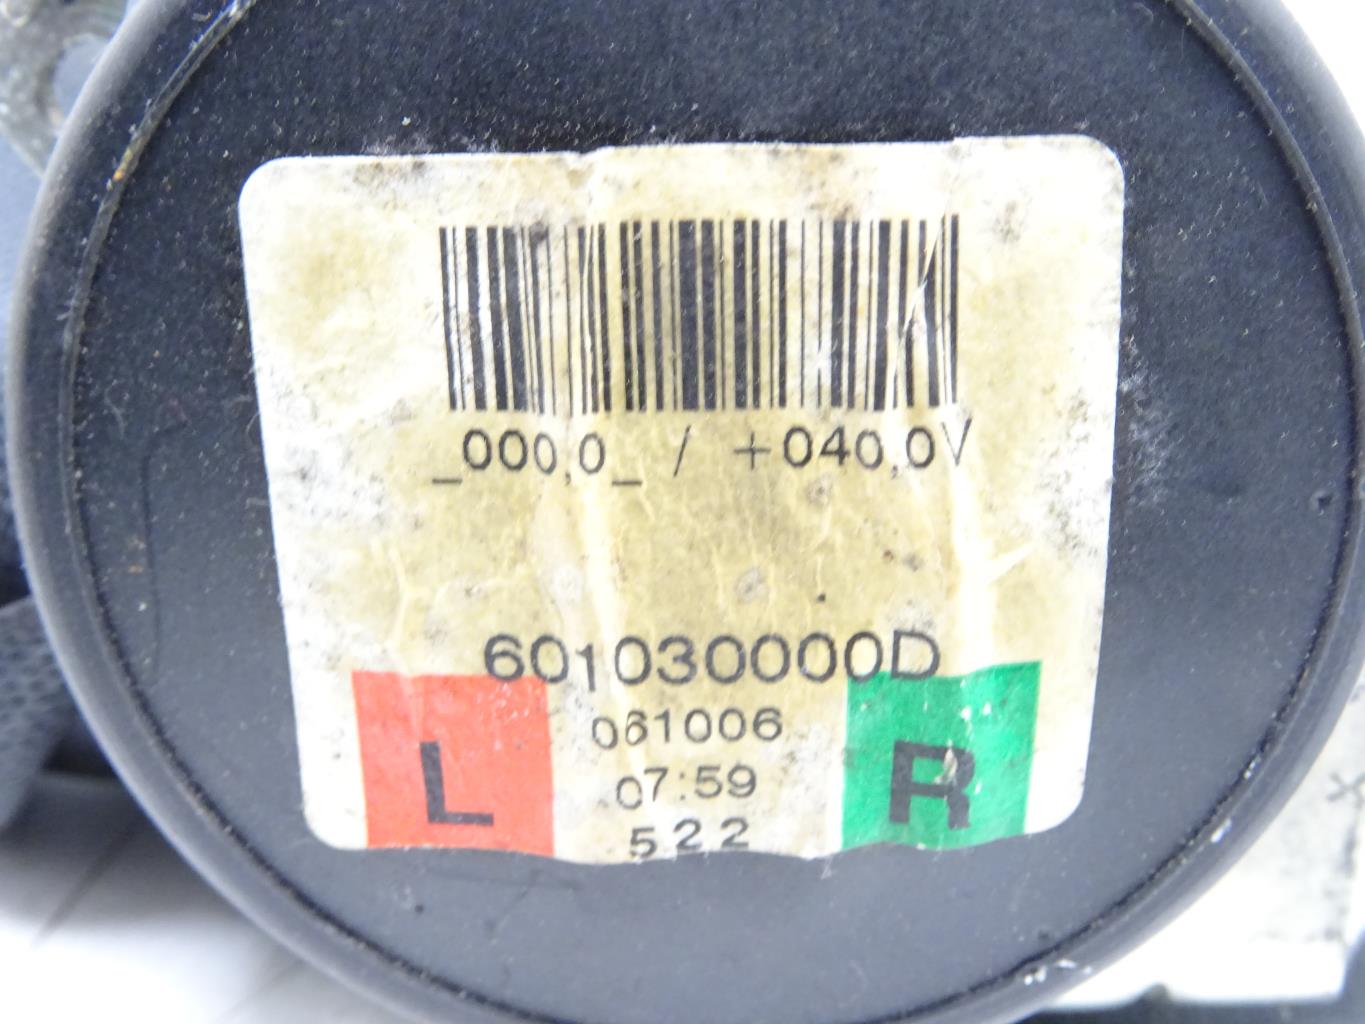 _000,0_ / +040,0V
601030000D
061006
07:59
L
R
522